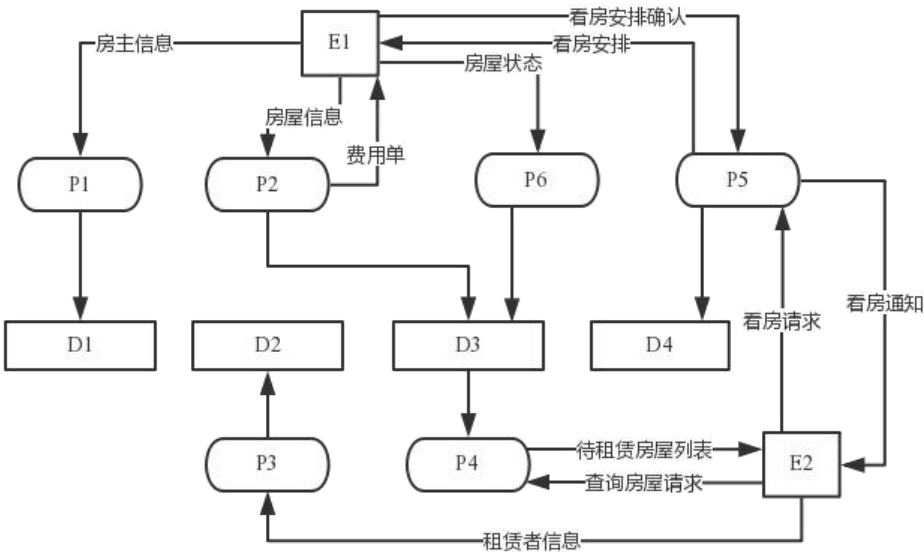 看房安排确认
E1
房主信息
看房安排
房屋状态
房屋信息
费用单
P1
P2
P6
P5
看房通知
看房请求
D1
D2
D3
D4
P3
P4
待租赁房屋列表
E2
查询房屋请求
租赁者信息